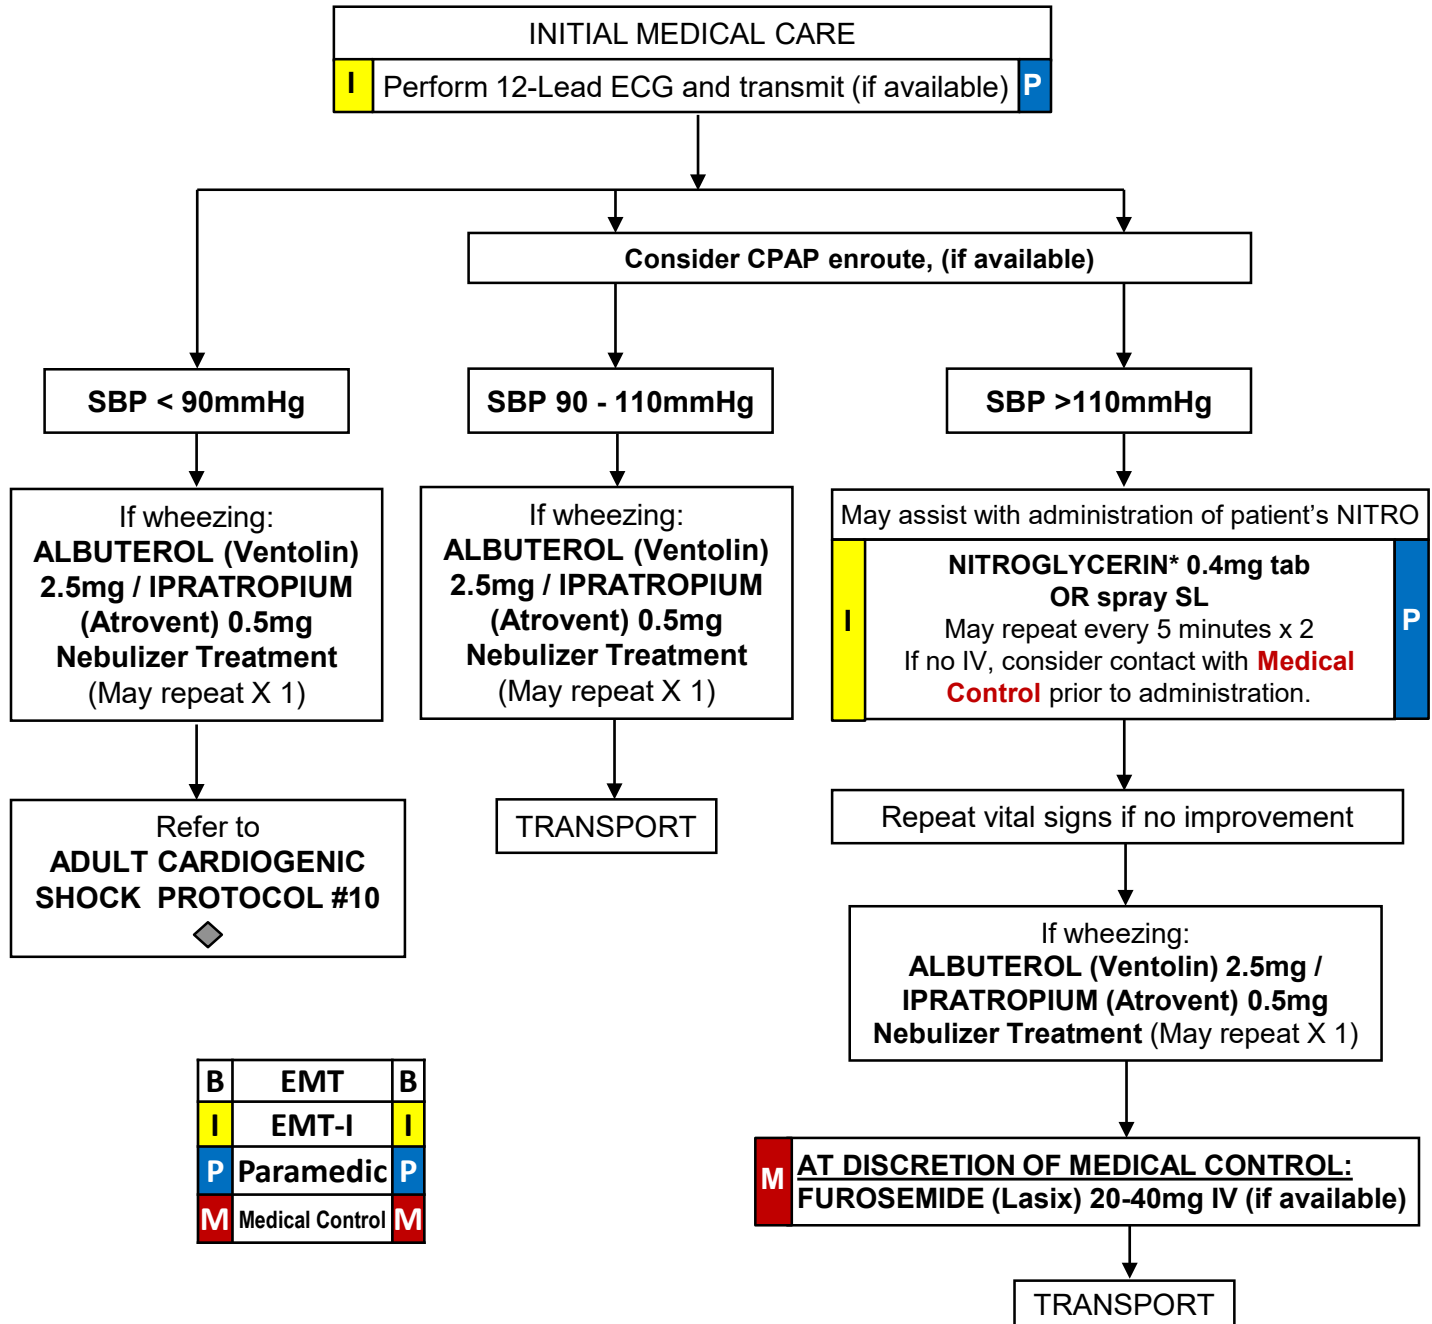 INITIAL MEDICAL CARE
I Perform 12-Lead ECG and transmit (if available) P
Consider CPAP enroute, (if available)
SBP < 90mmHg
SBP 90 - 110mmHg
SBP >110mmHg
If wheezing:
ALBUTEROL (Ventolin)
2.5mg / IPRATROPIUM
(Atrovent) 0.5mg
Nebulizer Treatment
(May repeat X 1)
Refer to
ADULT CARDIOGENIC
SHOCK PROTOCOL #10
If wheezing:
ALBUTEROL (Ventolin)
2.5mg / IPRATROPIUM
(Atrovent) 0.5mg
Nebulizer Treatment
(May repeat X 1)
TRANSPORT
May assist with administration of patient's NITRO
NITROGLYCERIN* 0.4mg tab
OR spray SL
I May repeat every 5 minutes x 2 P
If no IV, consider contact with Medical
Control prior to administration.
Repeat vital signs if no improvement
If wheezing:
ALBUTEROL (Ventolin) 2.5mg /
IPRATROPIUM (Atrovent) 0.5mg
Nebulizer Treatment (May repeat X 1)
M AT DISCRETION OF MEDICAL CONTROL:
FUROSEMIDE (Lasix) 20-40mg IV (if available)
TRANSPORT
B EMT B
I EMT-I I
P Paramedic P
M Medical Control M